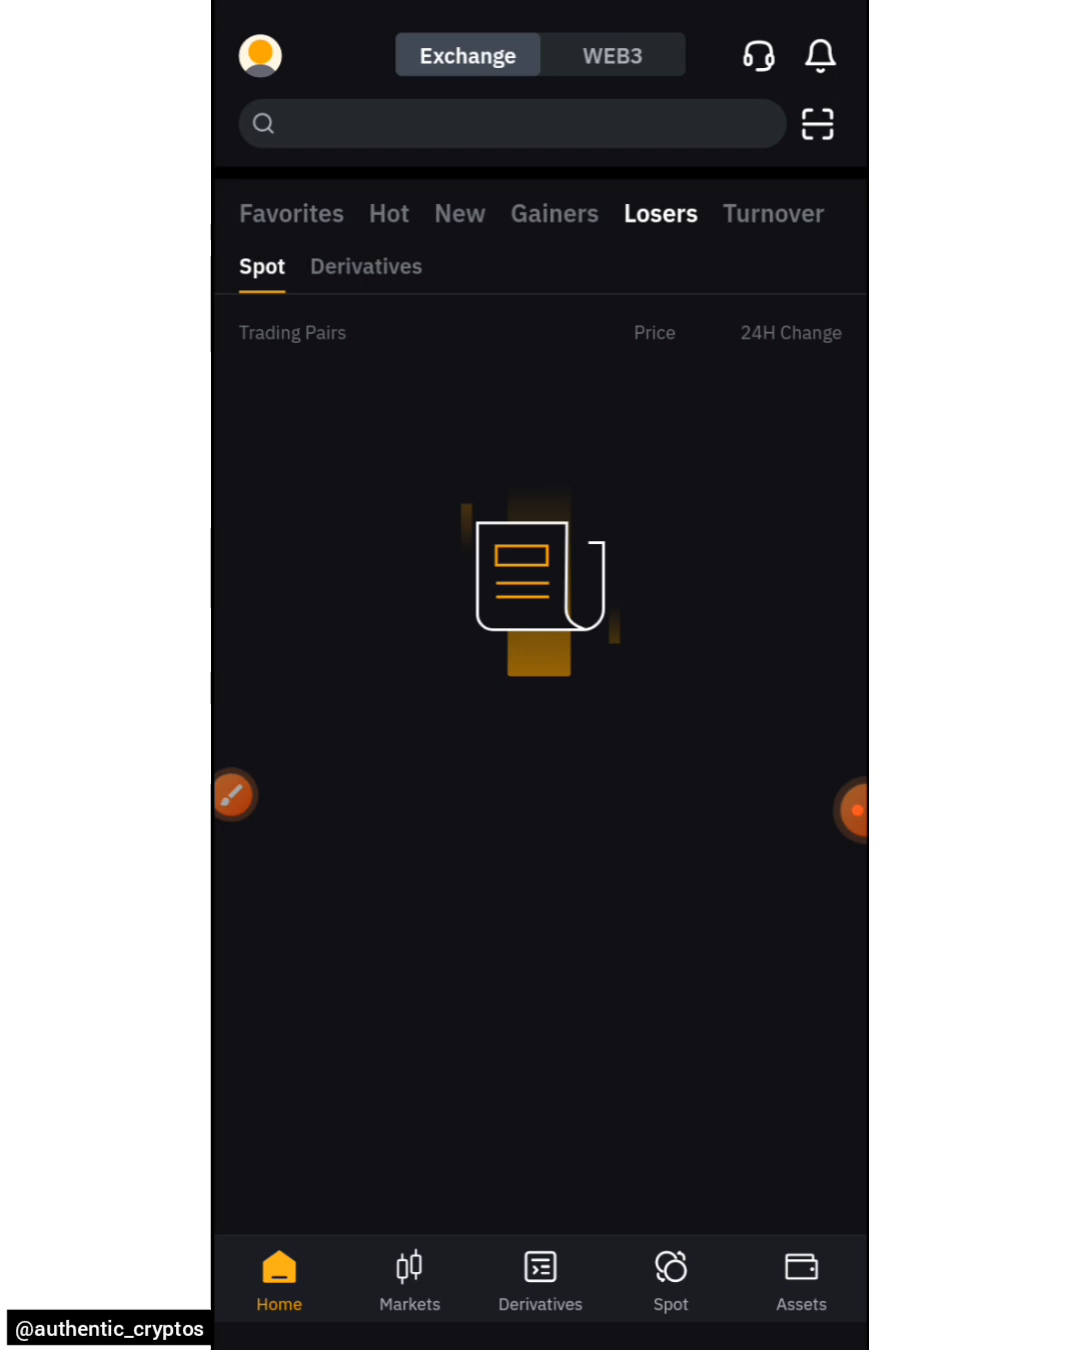 Exchange WEB3
Favorites Hot New Gainers Losers Turnover
Spot Derivatives
Trading Pairs Price 24H Change
Home Markets Derivatives Spot Assets
@authentic_cryptos